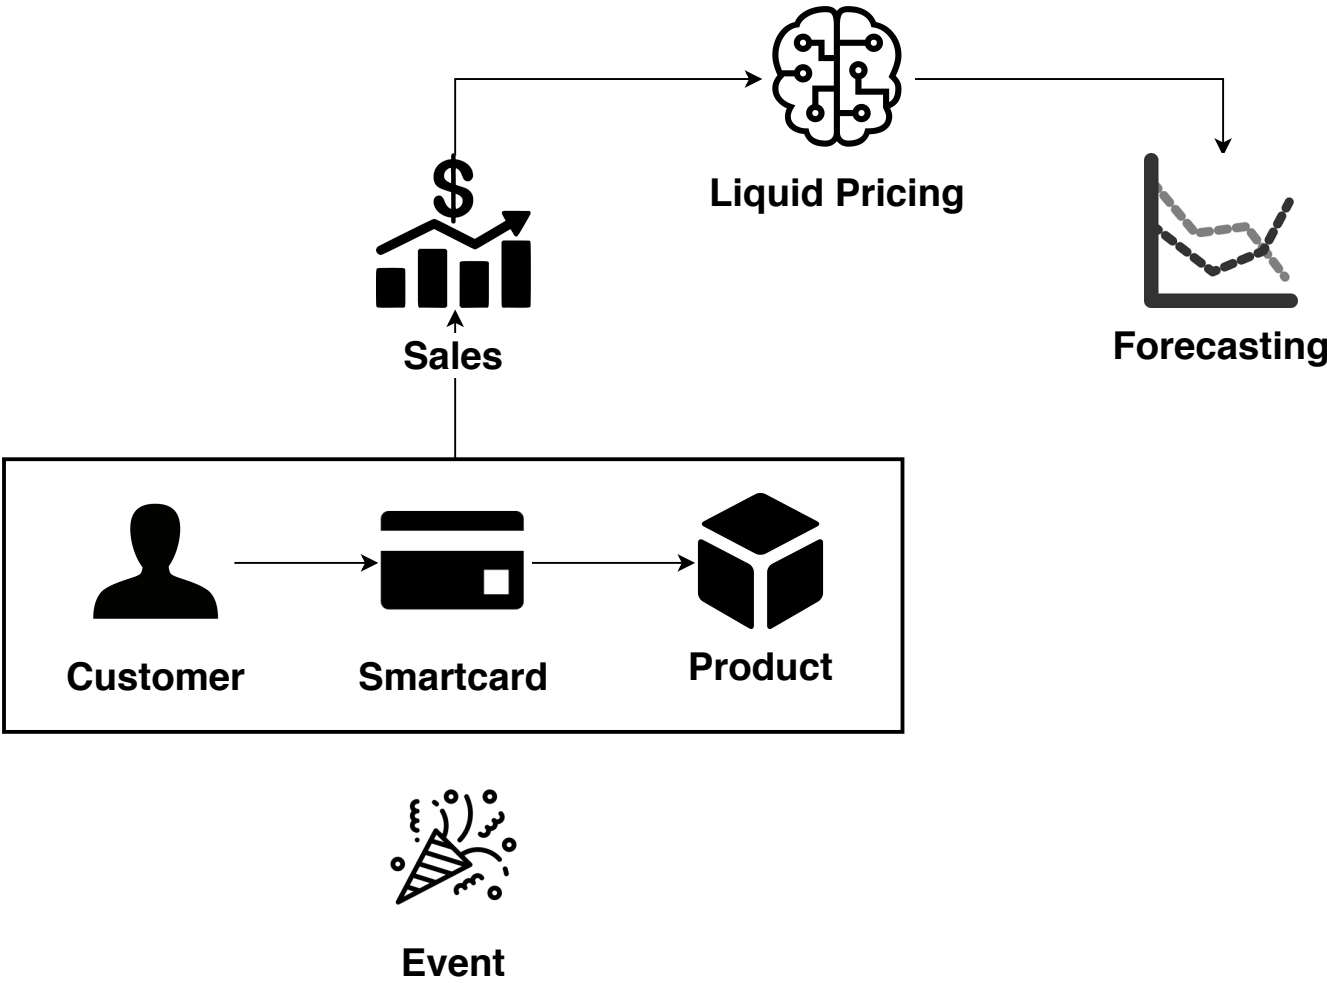 $
Liquid Pricing
Forecasting
Sales
Customer
Smartcard
Product
Event